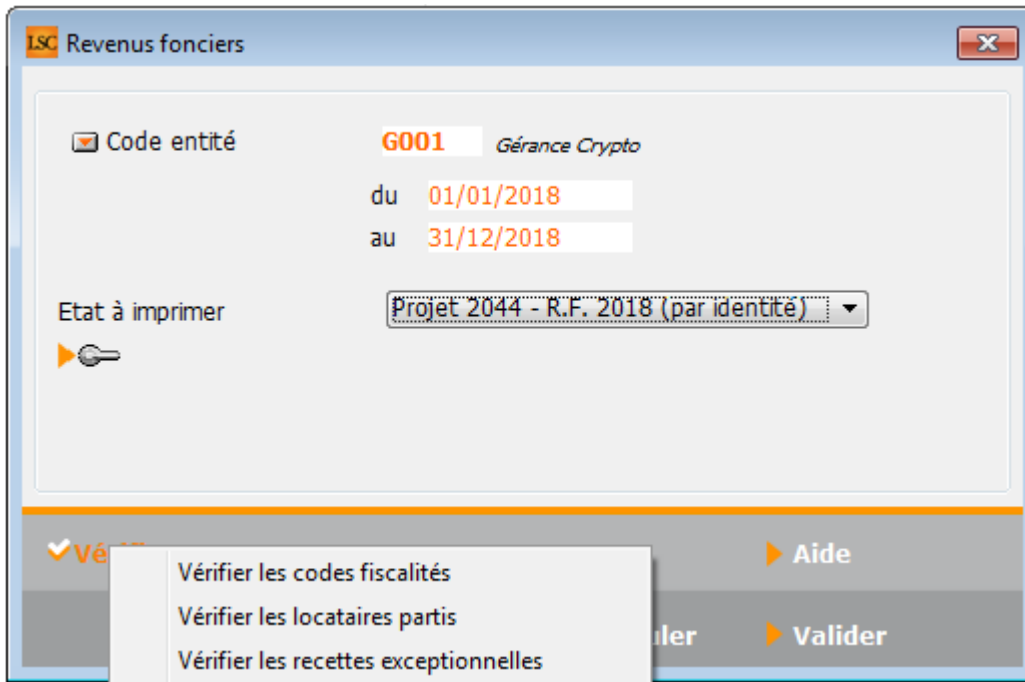 LSC Revenus fonciers
Code entité G001 Gérance Crypto
du 01/01/2018
au 31/12/2018
Etat à imprimer Projet 2044 - R.F. 2018 (par identité)
Aide
Vérifier les codes fiscalités
Vérifier les locataires partis
Valider
Vérifier les recettes exceptionnelles